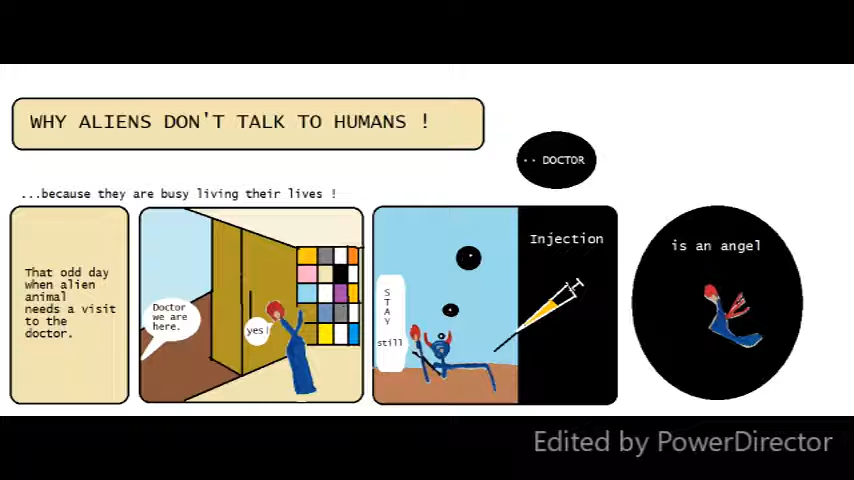 WHY ALIENS DON'T TALK TO HUMANS !
·· DOCTOR
...because they are busy living their lives !
That odd day
when alien
animal
needs a visit
to the
doctor.
Doctor
we are
here.
yes!
S
T
A
Y
still
Injection
is an angel
Edited by PowerDirector